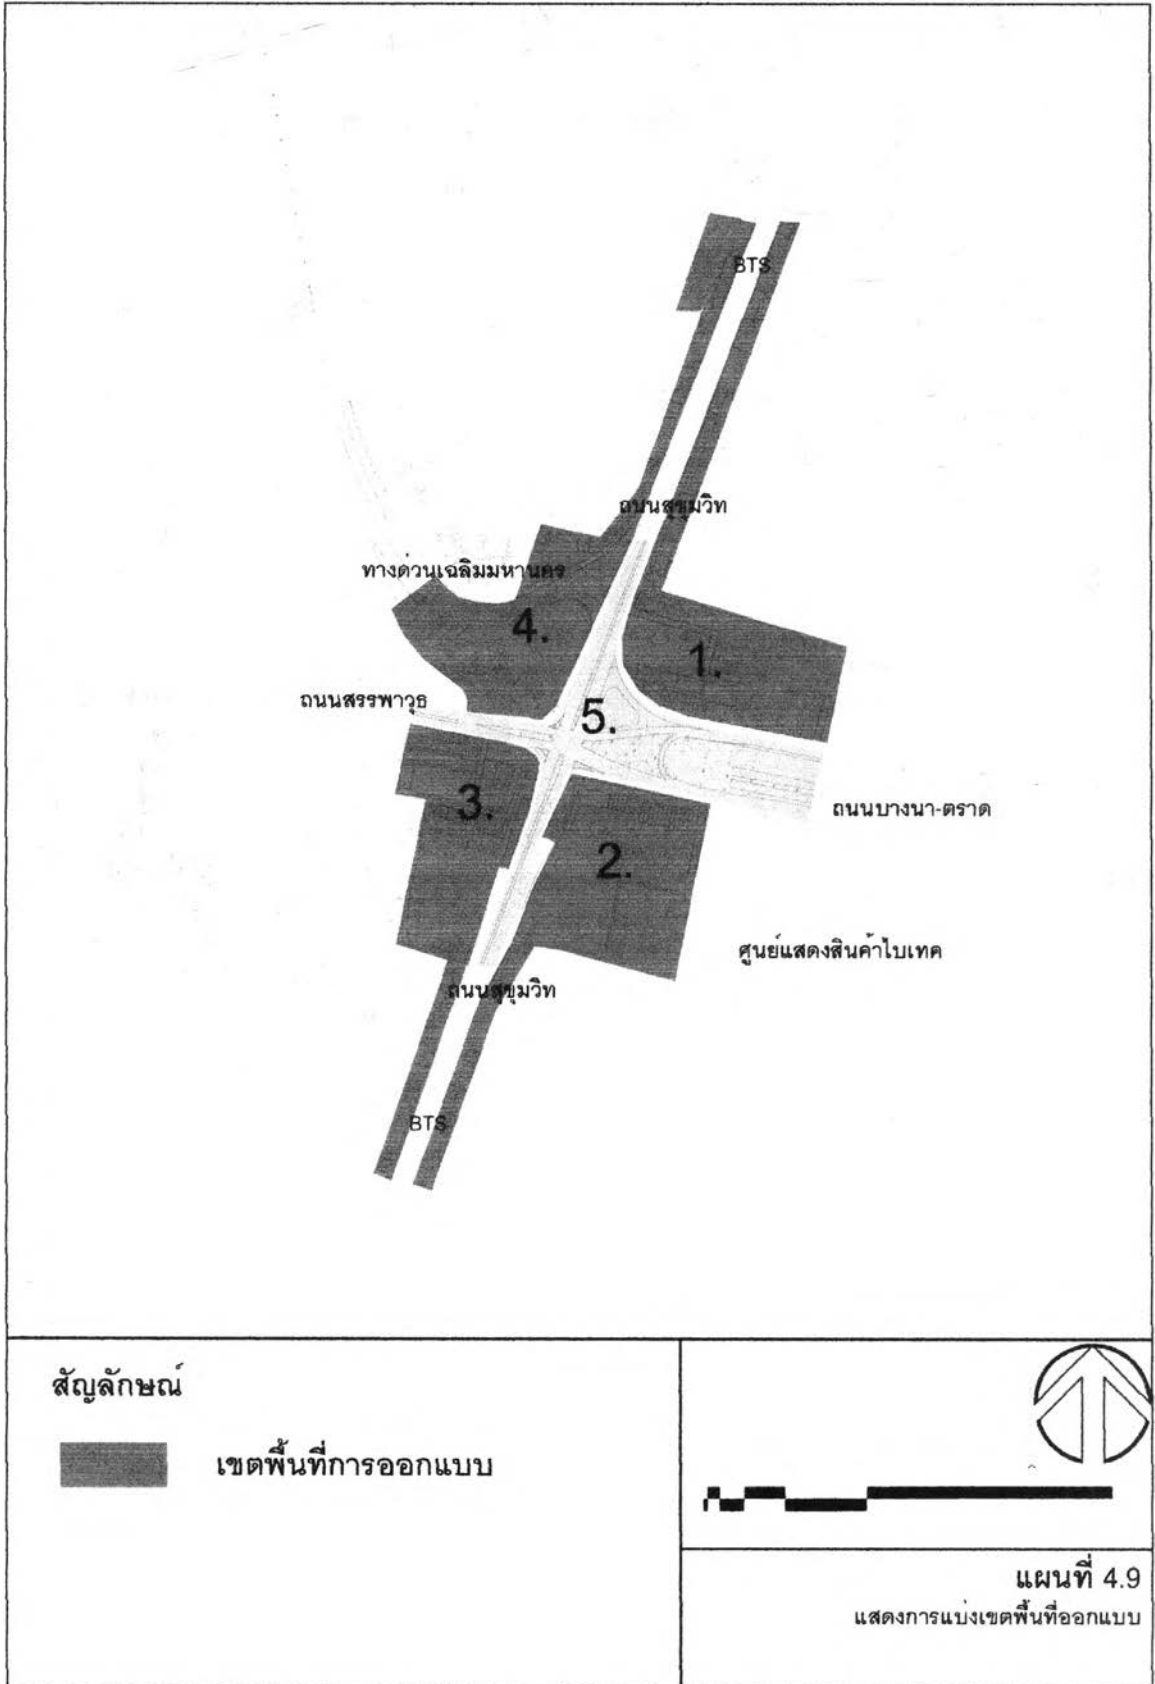 BTS
ถนนสุขุมวิท
ทางด่วนเฉลิมมหานคร
4.
1.
ถนนสรรพาวุธ
5.
3.
ถนนบางนา-ตราด
2.
ศูนย์แสดงสินค้าไบเทค
ถนนสุขุมวิท
BTS
สัญลักษณ์
เขตพื้นที่การออกแบบ
แผนที่ 4.9
แสดงการแบ่งเขตพื้นที่ออกแบบ